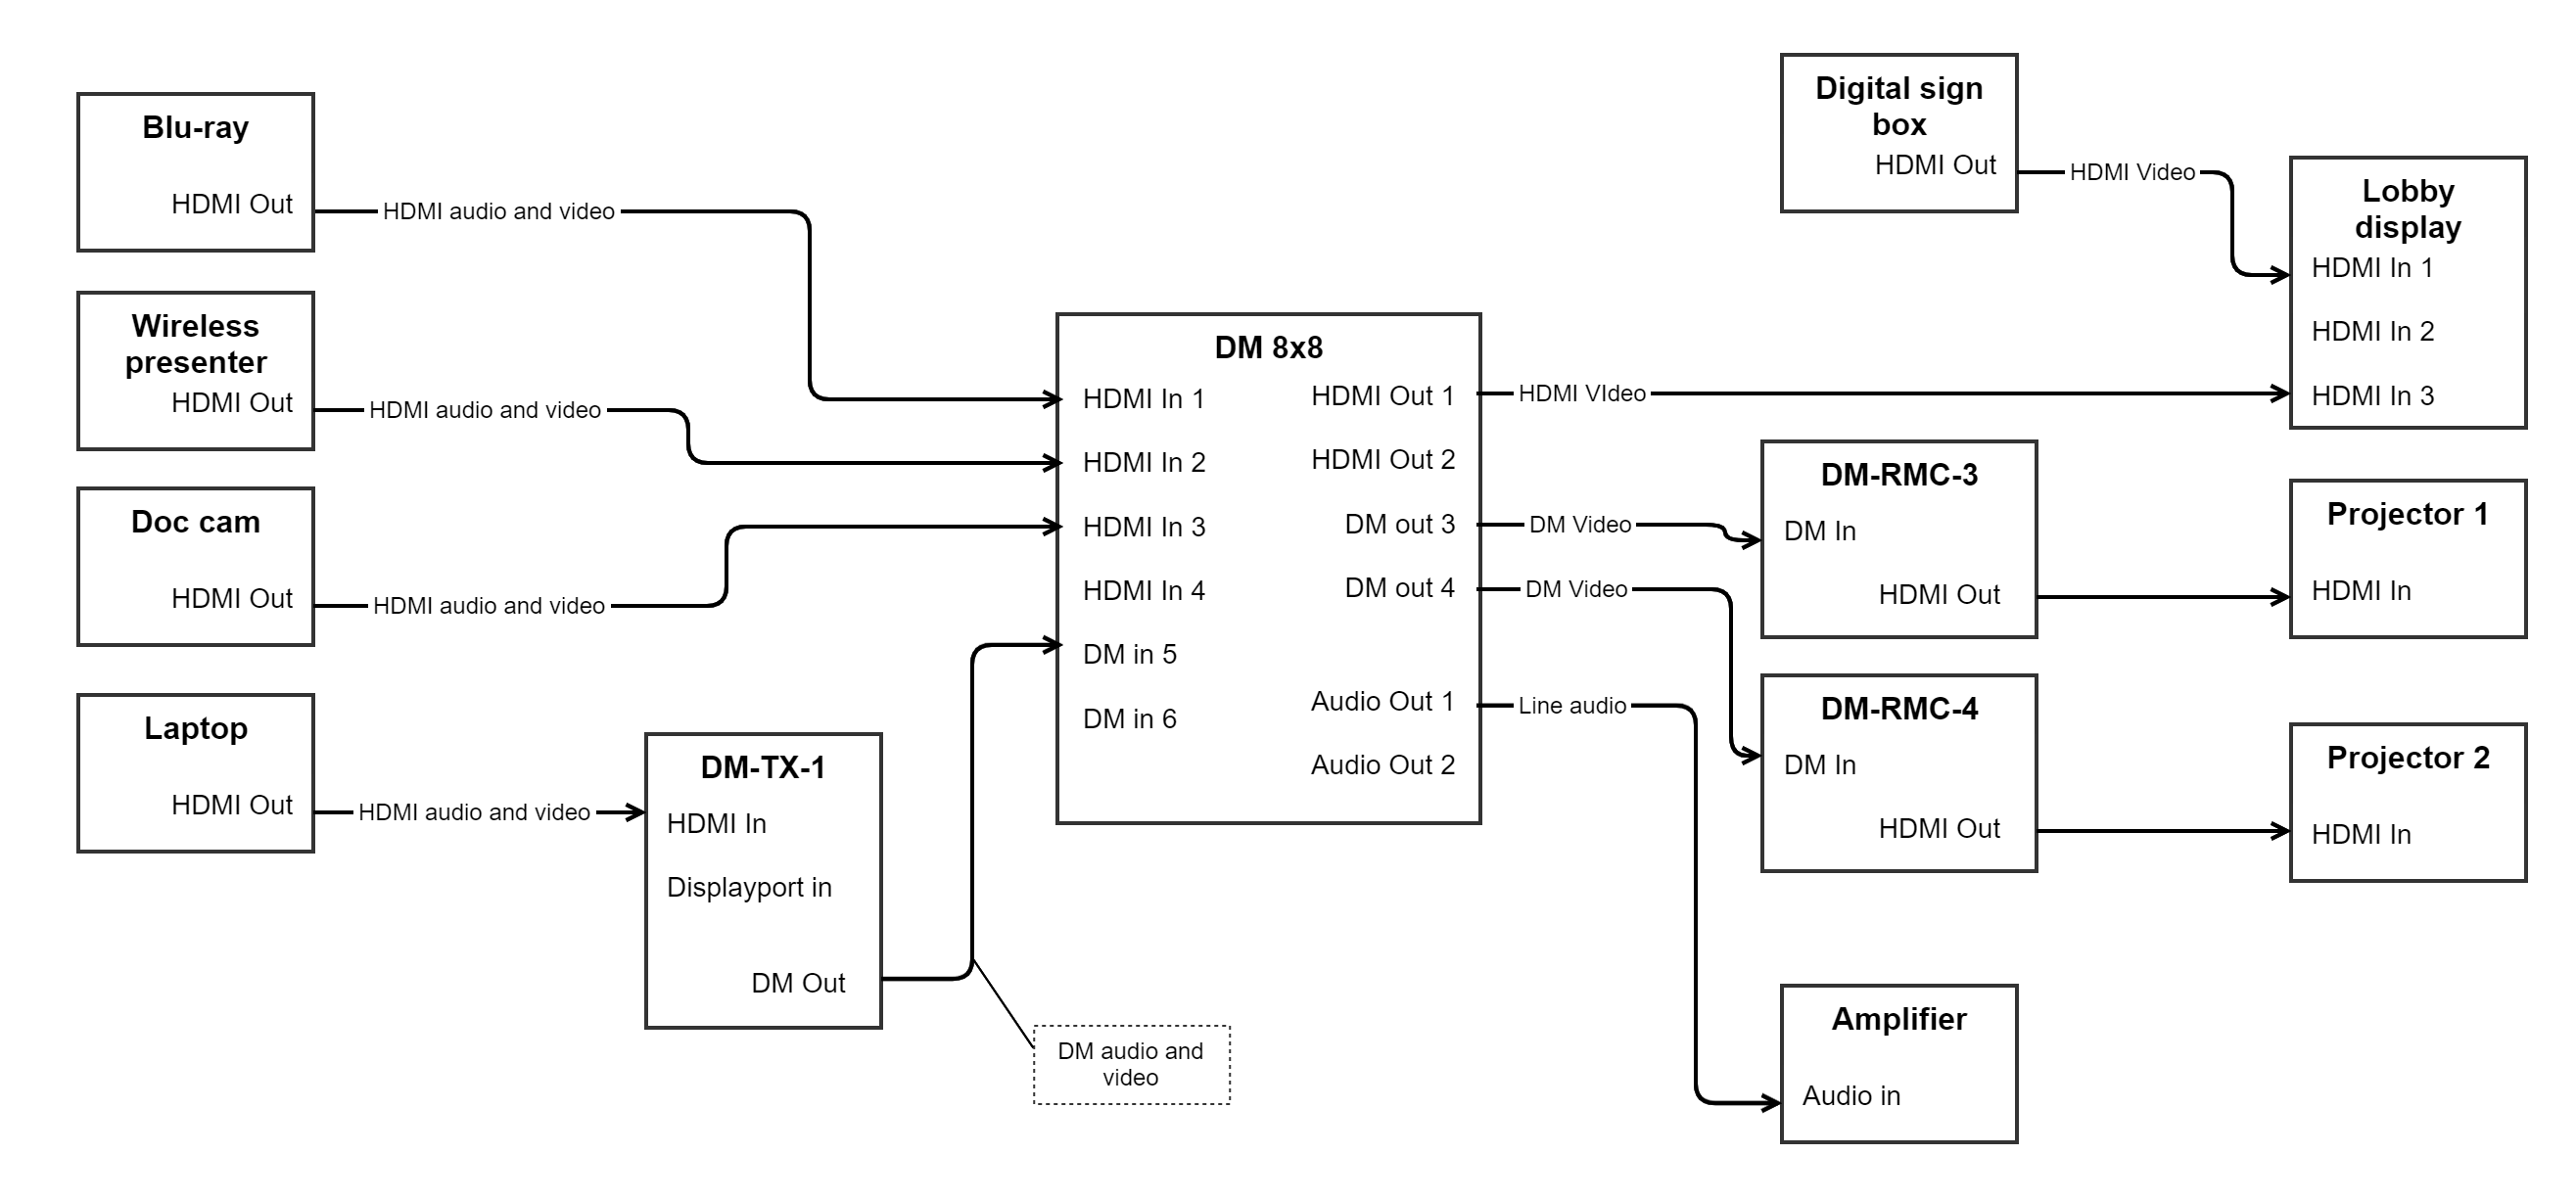 Blu-ray
HDMI Out
HDMI audio and video
Wireless
presenter
HDMI Out
HDMI audio and video
Doc cam
HDMI Out
HDMI audio and video
Laptop
HDMI Out
HDMI audio and video
DM-TX-1
HDMI In
Displayport in
DM Out
DM audio and
video
DM 8x8
HDMI In 1
HDMI In 2
HDMI In 3
HDMI In 4
DM in 5
DM in 6
HDMI Out 1
HDMI Out 2
DM out 3
DM out 4
Audio Out 1
Audio Out 2
HDMI VIdeo
DM Video
DM Video
Line audio
Digital sign
box
HDMI Out
HDMI Video
Lobby
display
HDMI In 1
HDMI In 2
HDMI In 3
DM-RMC-3
DM In
HDMI Out
Projector 1
HDMI In
DM-RMC-4
DM In
HDMI Out
Projector 2
HDMI In
Amplifier
Audio in